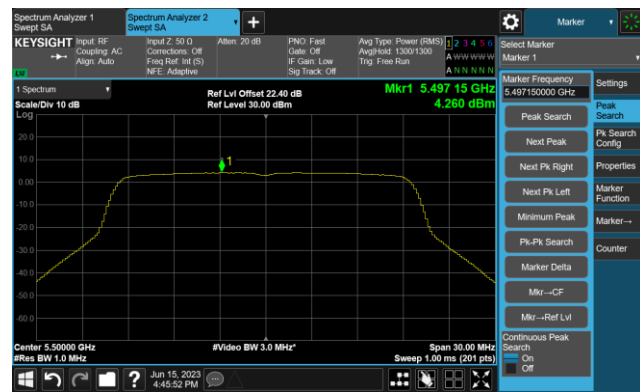 Spectrum Analyzer 1
Swept SA
Spectrum Analyzer 2
Swept SA
Marker
KEYSIGHT
Input: RF
Coupling: AC
Align: Auto
Input Z: 50 Ω
Corrections: Off
Freq Ref: Int (S)
NFE: Adaptive
Atten: 20 dB
PNO: Fast
Gate: Off
IF Gain: Low
Sig Track: Off
Avg Type: Power (RMS)
Avg|Hold: 1300/1300
Trig: Free Run
1 2 3 4 5 6
A W W W W W
A N N N N N
Select Marker
Marker 1
1 Spectrum
Scale/Div 10 dB
Log
Ref Lvl Offset 22.40 dB
Ref Level 30.00 dBm
Mkr1 5.497 15 GHz
4.260 dBm
20.0
10.0
0.00
-10.0
-20.0
-30.0
-40.0
-50.0
-60.0
1
Center 5.50000 GHz
#Res BW 1.0 MHz
#Video BW 3.0 MHz*
Span 30.00 MHz
Sweep 1.00 ms (201 pts)
Marker Frequency
5.497150000 GHz
Peak Search
Next Peak
Next Pk Right
Next Pk Left
Minimum Peak
Pk-Pk Search
Marker Delta
Mkr→CF
Mkr→Ref Lvl
Continuous Peak
Search
On
Off
Settings
Peak
Search
Pk Search
Config
Properties
Marker
Function
Marker→
Counter
Jun 15, 2023
4:45:52 PM